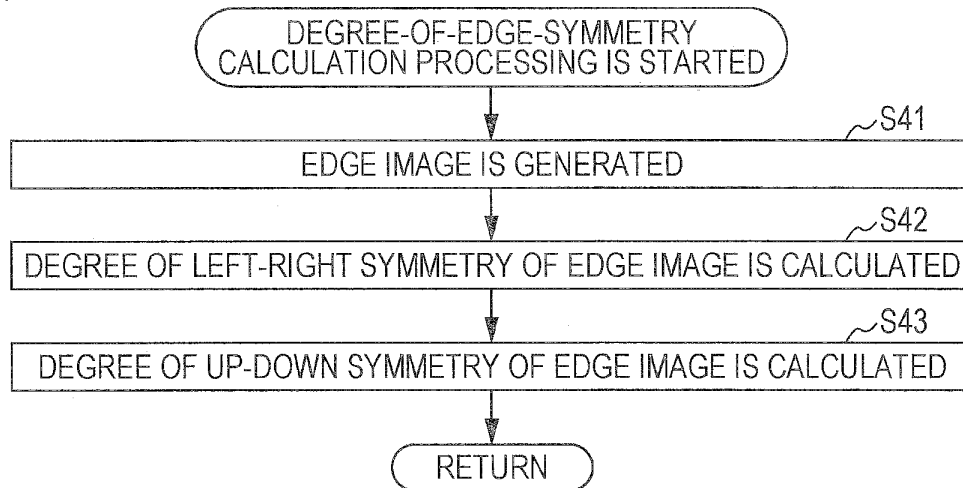 DEGREE-OF-EDGE-SYMMETRY
CALCULATION PROCESSING IS STARTED
S41
EDGE IMAGE IS GENERATED
S42
DEGREE OF LEFT-RIGHT SYMMETRY OF EDGE IMAGE IS CALCULATED
S43
DEGREE OF UP-DOWN SYMMETRY OF EDGE IMAGE IS CALCULATED
RETURN